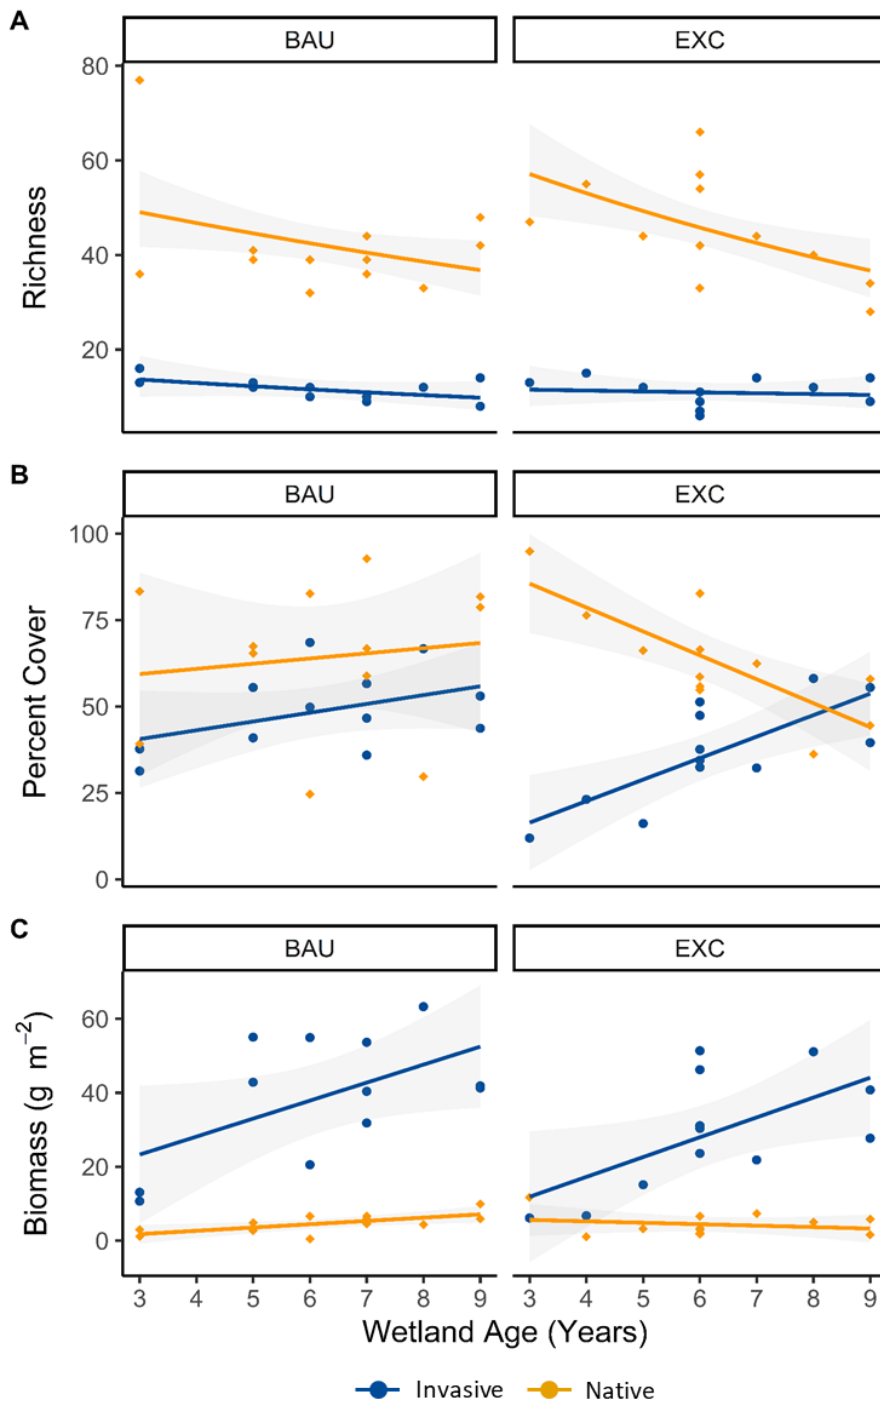 A
BAU EXC
Richness
80
60
40
20
B
BAU EXC
Percent Cover
100
75
50
25
0
C
BAU EXC
Biomass (g m⁻²)
60
40
20
0
3 4 5 6 7 8 9 3 4 5 6 7 8 9
Wetland Age (Years)
Invasive Native